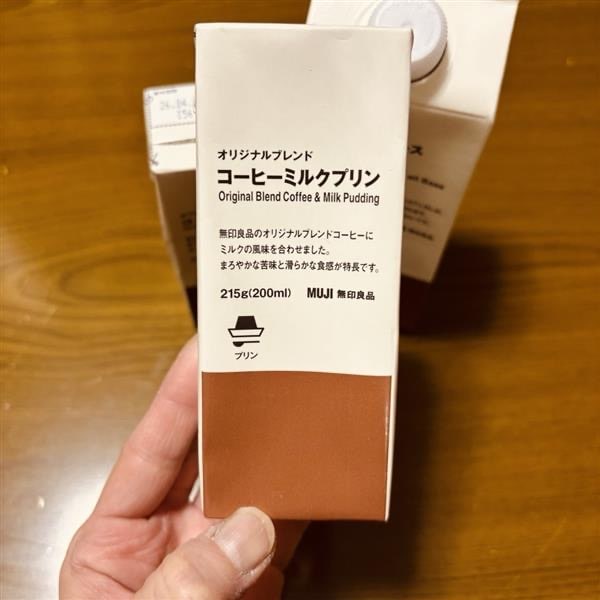 オリジナルブレンド
コーヒーミルクプリン
Original Blend Coffee & Milk Pudding
無印良品のオリジナルブレンドコーヒーに
ミルクの風味を合わせました。
まろやかな苦味と滑らかな食感が特長です。
215g(200ml) MUJI 無印良品
プリン